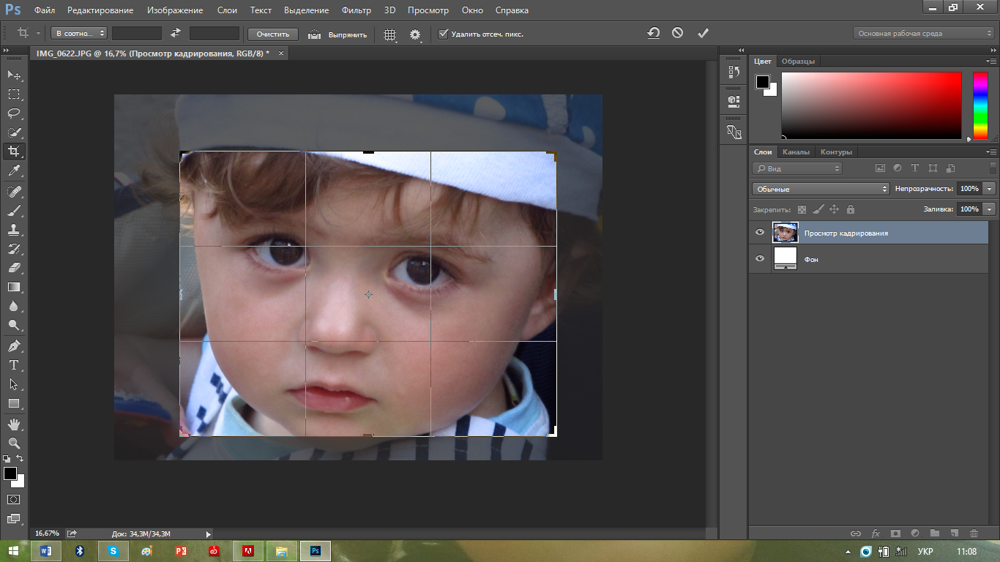 Ps Файл Редактирование Изображение Слои Текст Выделение Фильтр 3D Просмотр Окно Справка
В соотно... Очистить Выпрямить Удалить отсеч. пикс. Основная рабочая среда
IMG_0622.JPG @ 16,7% (Просмотр кадрирования, RGB/8) * ×
Цвет Образцы
Слои Каналы Контуры
Вид
Обычные Непрозрачность: 100%
Закрепить: Заливка: 100%
Просмотр кадрирования
Фон
T
16,67% Док: 34,3M/34,3M
fx
W S P Ps УКР 11:08